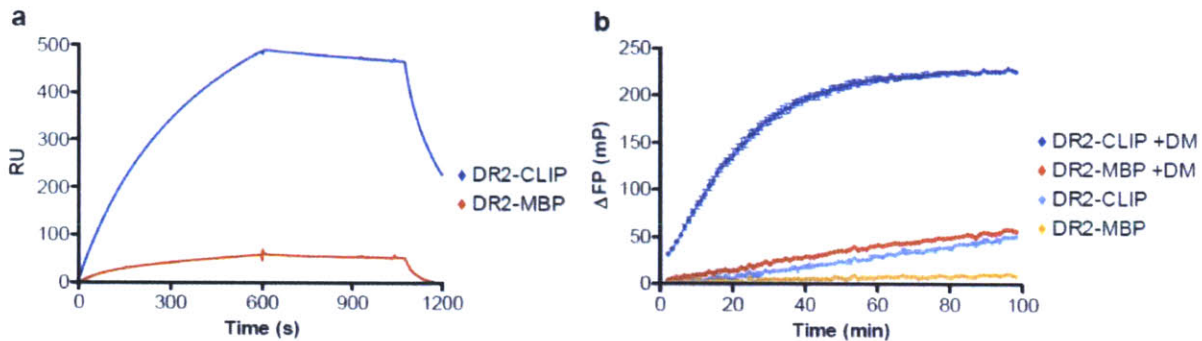 a
500
400
300
200
100
0
RU
0 300 600 900 1200
Time (s)
DR2-CLIP
DR2-MBP
b
250
200
150
100
50
0
ΔFP (mP)
0 20 40 60 80 100
Time (min)
DR2-CLIP +DM
DR2-MBP +DM
DR2-CLIP
DR2-MBP